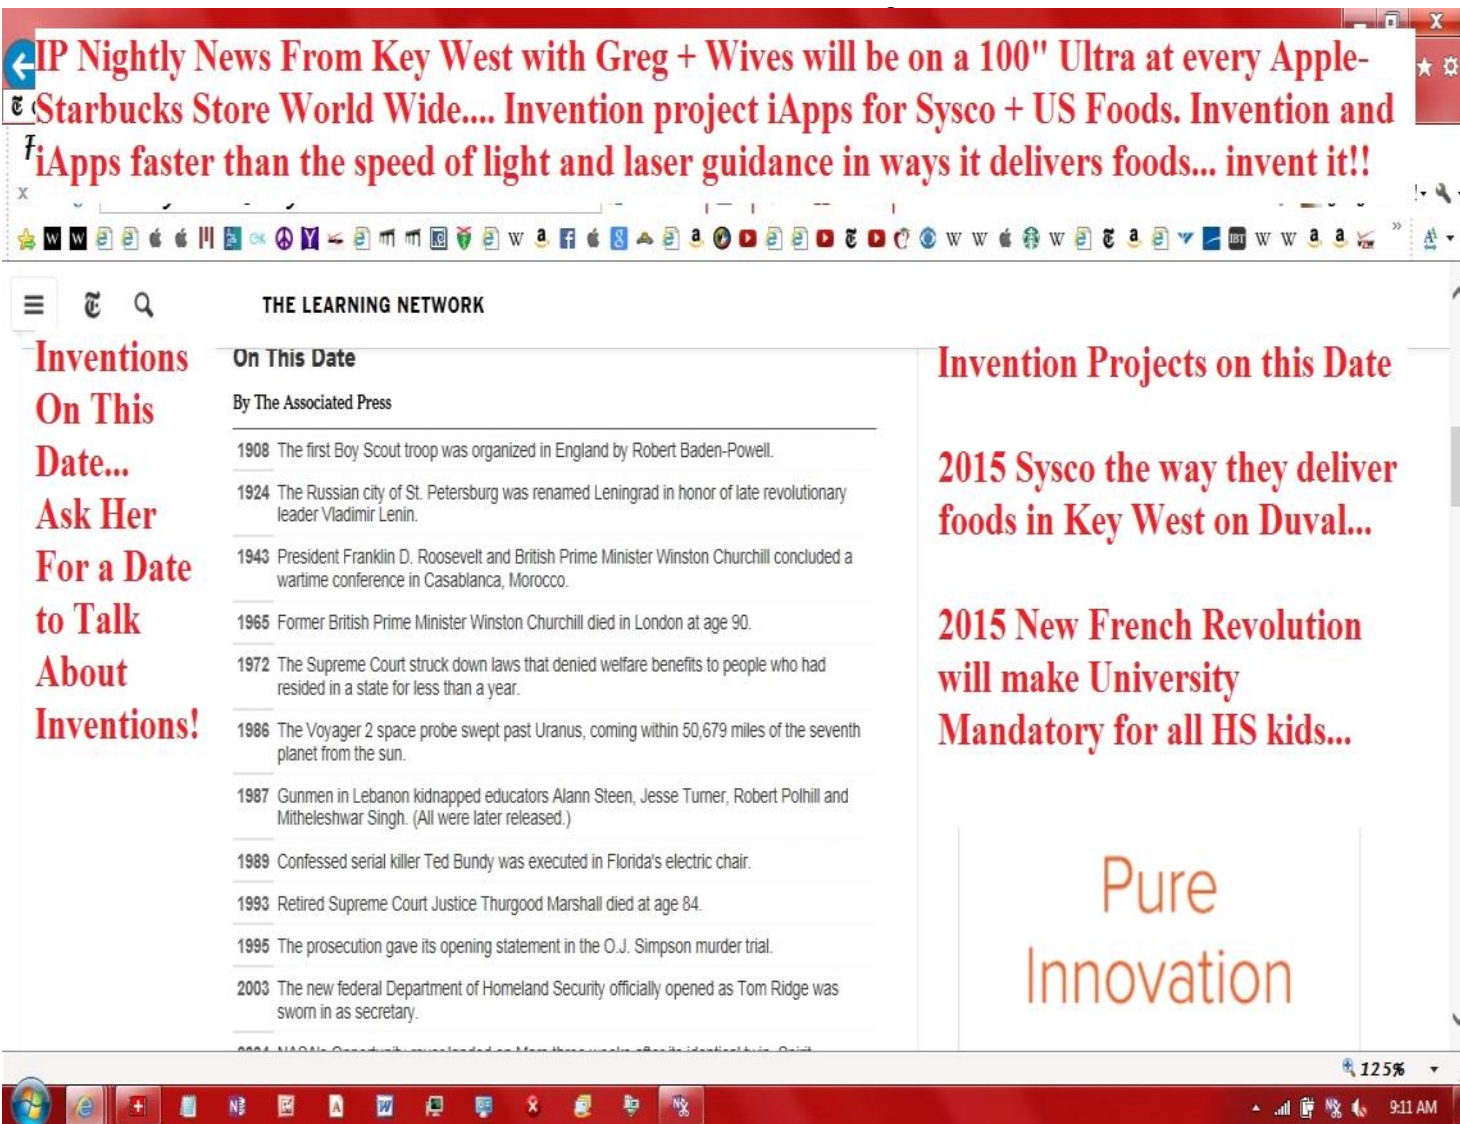 IP Nightly News From Key West with Greg + Wives will be on a 100" Ultra at every Apple-
Starbucks Store World Wide.... Invention project iApps for Sysco + US Foods. Invention and
iApps faster than the speed of light and laser guidance in ways it delivers foods... invent it!!
THE LEARNING NETWORK
Inventions
On This
Date...
Ask Her
For a Date
to Talk
About
Inventions!
On This Date
By The Associated Press
1908 The first Boy Scout troop was organized in England by Robert Baden-Powell.
1924 The Russian city of St. Petersburg was renamed Leningrad in honor of late revolutionary
leader Vladimir Lenin.
1943 President Franklin D. Roosevelt and British Prime Minister Winston Churchill concluded a
wartime conference in Casablanca, Morocco.
1965 Former British Prime Minister Winston Churchill died in London at age 90.
1972 The Supreme Court struck down laws that denied welfare benefits to people who had
resided in a state for less than a year.
1986 The Voyager 2 space probe swept past Uranus, coming within 50,679 miles of the seventh
planet from the sun.
1987 Gunmen in Lebanon kidnapped educators Alann Steen, Jesse Turner, Robert Polhill and
Mitheleshwar Singh. (All were later released.)
1989 Confessed serial killer Ted Bundy was executed in Florida's electric chair.
1993 Retired Supreme Court Justice Thurgood Marshall died at age 84.
1995 The prosecution gave its opening statement in the O.J. Simpson murder trial.
2003 The new federal Department of Homeland Security officially opened as Tom Ridge was
sworn in as secretary.
Invention Projects on this Date
2015 Sysco the way they deliver
foods in Key West on Duval...
2015 New French Revolution
will make University
Mandatory for all HS kids...
Pure
Innovation
125%
9:11 AM